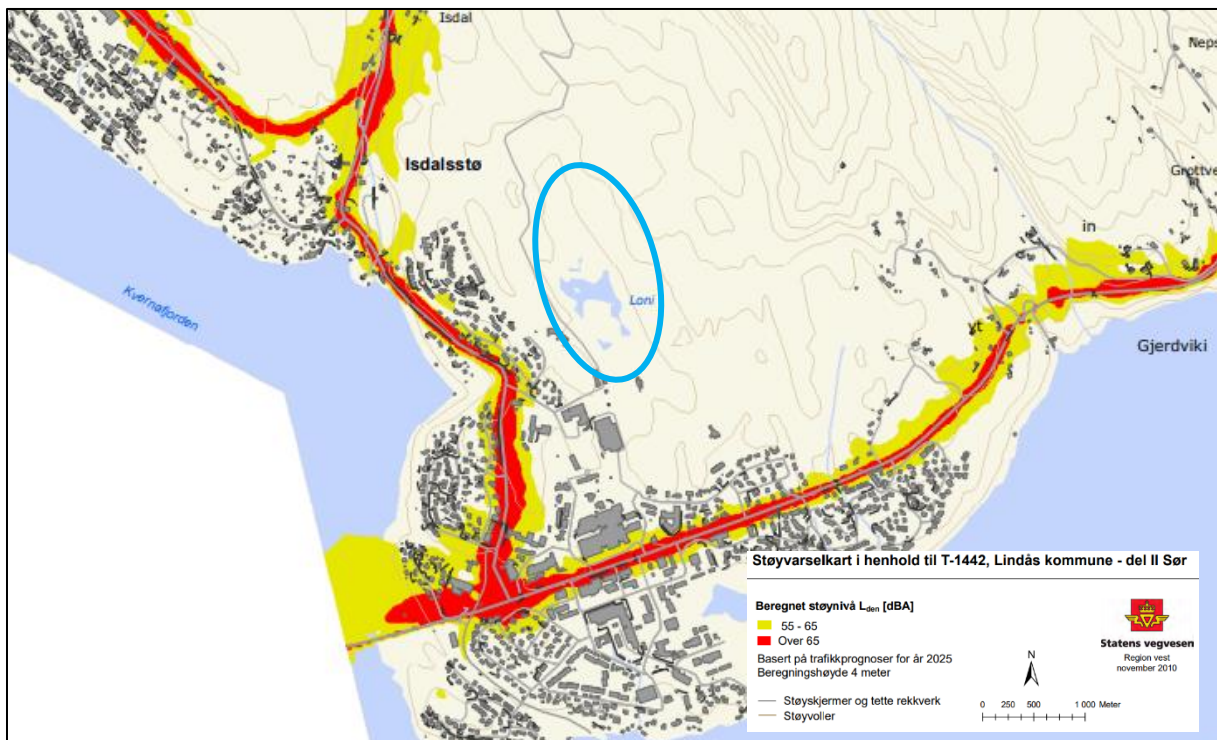 Isdal
Neps
Isdalsstø
Grottve
in
Kvernafjorden
Loni
yt
Gjerdviki
Støyvarselkart i henhold til T-1442, Lindås kommune - del II Sør
Beregnet støynivå Lden [dBA]
55 - 65
Over 65
Basert på trafikkprognoser for år 2025
Beregningshøyde 4 meter
Støyskjermer og tette rekkverk
Støyvoller
Statens vegvesen
Region vest
november 2010
N
0 250 500 1 000 Meter